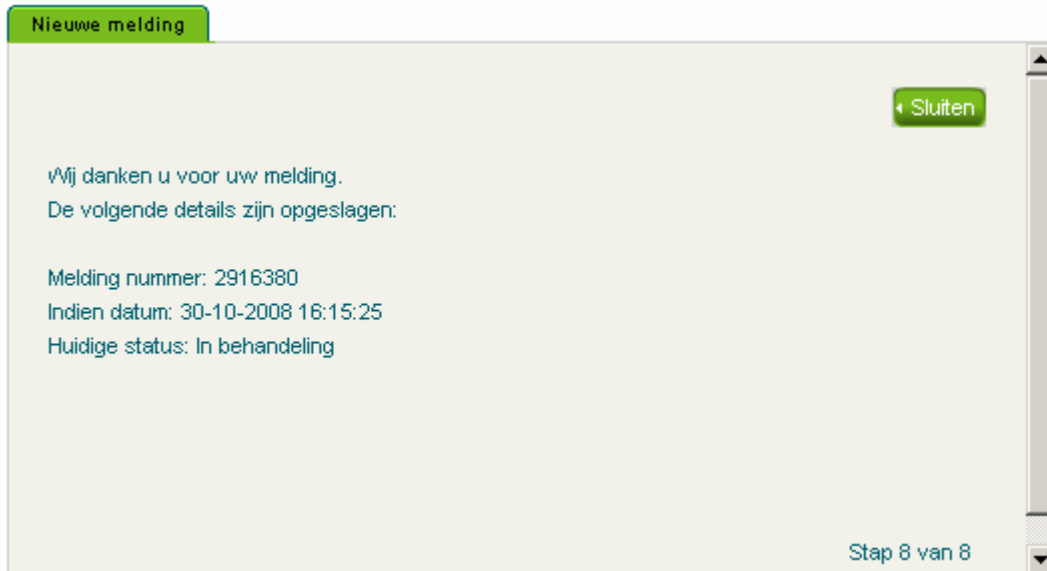 Nieuwe melding
Sluiten
Wij danken u voor uw melding.
De volgende details zijn opgeslagen:
Melding nummer: 2916380
Indien datum: 30-10-2008 16:15:25
Huidige status: In behandeling
Stap 8 van 8